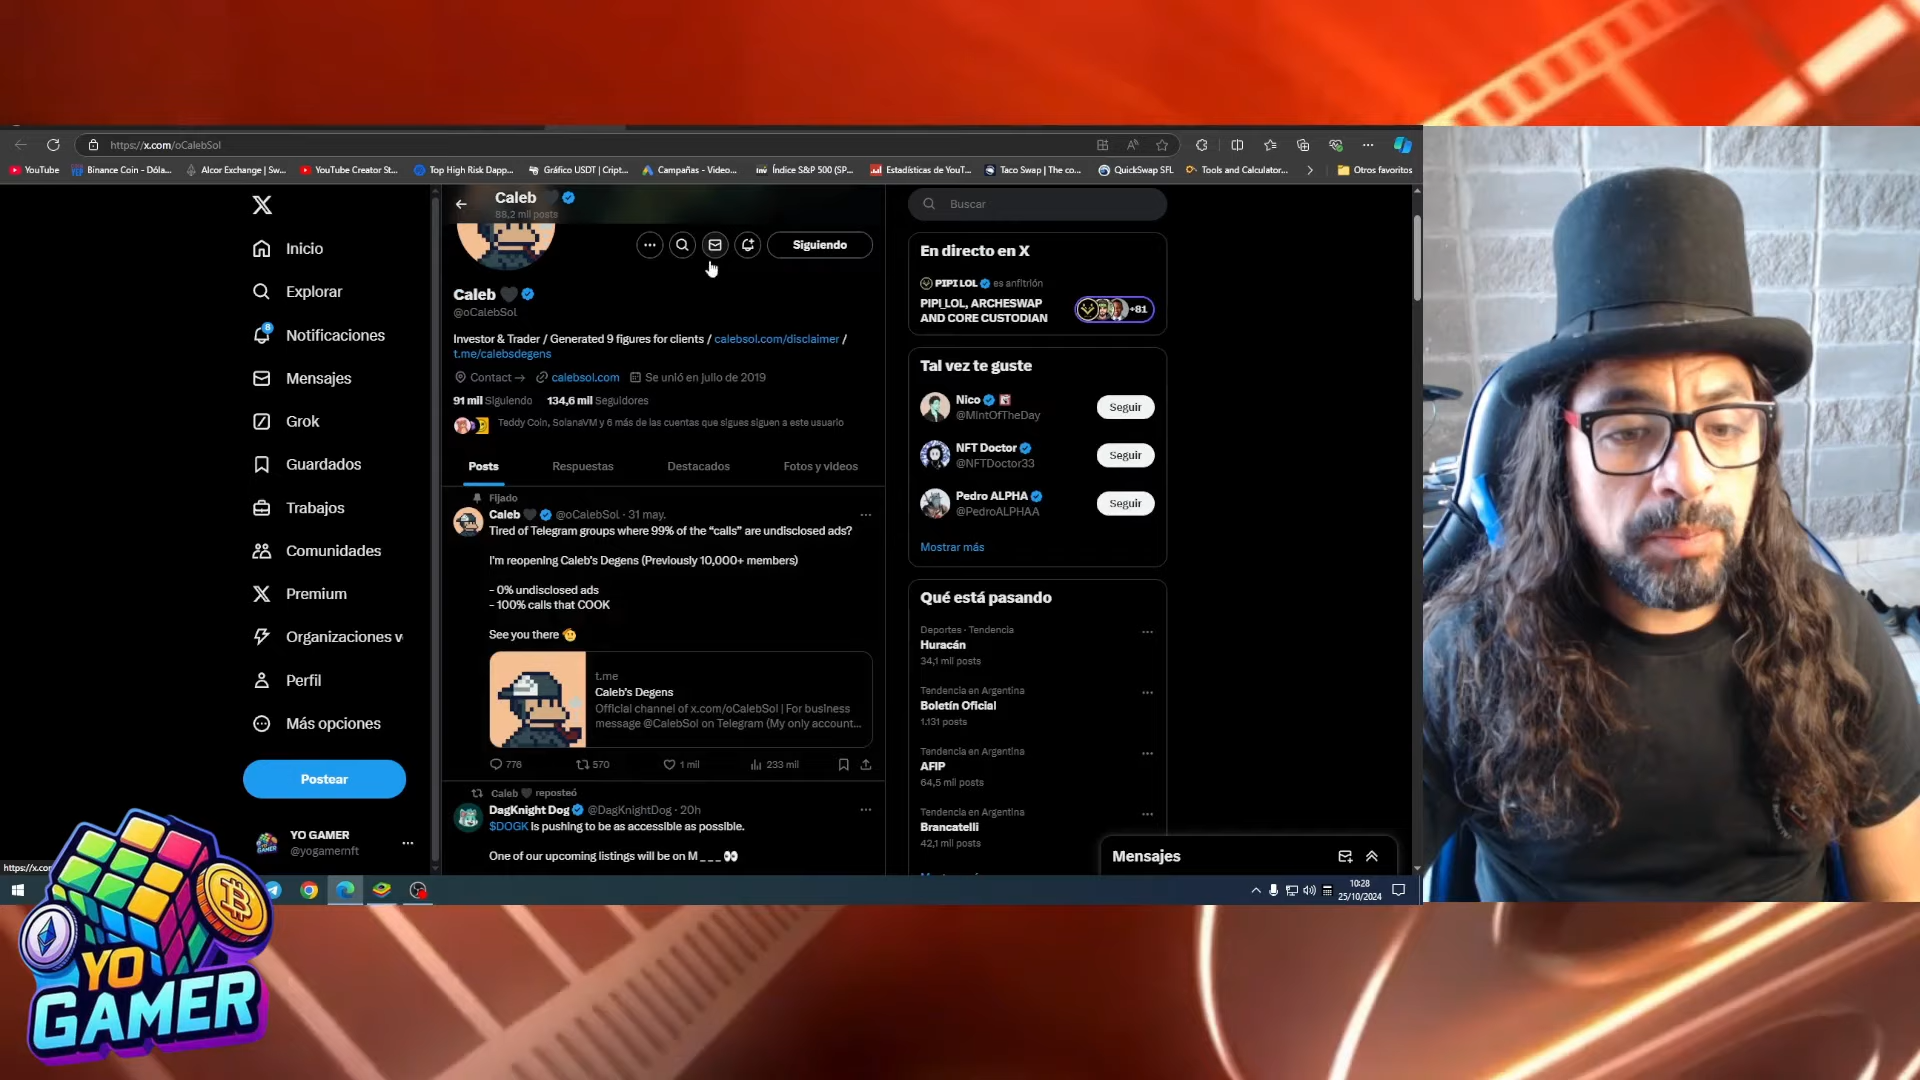 https://x.com/oCalebSol
YouTube
Binance Coin - Dóla...
Alcor Exchange | Sw...
YouTube Creator St...
Top High Risk Dapp...
Gráfico USDT | Cript...
Campañas - Video...
Índice S&P 500 (SP...
Estadísticas de YouT...
Taco Swap | The co...
QuickSwap SFL
Tools and Calculator...
Otros favoritos
Inicio
Explorar
8
Notificaciones
Mensajes
Grok
Guardados
Trabajos
Comunidades
Premium
Organizaciones v
Perfil
Más opciones
Postear
YO GAMER
@yogamernft
https://x.co
Caleb
88,2 mil posts
Siguiendo
Caleb 🖤
@oCalebSol
Investor & Trader / Generated 9 figures for clients / calebsol.com/disclaimer /
t.me/calebsdegens
Contact → calebsol.com Se unió en julio de 2019
91 mil Siguiendo 134,6 mil Seguidores
Teddy Coin, SolanaVM y 6 más de las cuentas que sigues siguen a este usuario
Posts
Respuestas
Destacados
Fotos y videos
Fijado
Caleb 🖤 @oCalebSol · 31 may.
Tired of Telegram groups where 99% of the “calls” are undisclosed ads?
I'm reopening Caleb's Degens (Previously 10,000+ members)
- 0% undisclosed ads
- 100% calls that COOK
See you there 🫡
t.me
Caleb's Degens
Official channel of x.com/oCalebSol | For business
message @CalebSol on Telegram (My only account...
776
570
1 mil
233 mil
Caleb 🖤 reposteó
DagKnight Dog @DagKnightDog · 20h
$DOGK is pushing to be as accessible as possible.
One of our upcoming listings will be on M _ _ _ 👀
Buscar
En directo en X
PIPI LOL es anfitrión
PIPI_LOL, ARCHESWAP
AND CORE CUSTODIAN
+81
Tal vez te guste
Nico
@MintOfTheDay
Seguir
NFT Doctor
@NFTDoctor33
Seguir
Pedro ALPHA
@PedroALPHAA
Seguir
Mostrar más
Qué está pasando
Deportes · Tendencia
Huracán
34,1 mil posts
Tendencia en Argentina
Boletín Oficial
1.131 posts
Tendencia en Argentina
AFIP
64,5 mil posts
Tendencia en Argentina
Brancatelli
42,1 mil posts
Mensajes
10:28
25/10/2024
YO
GAMER